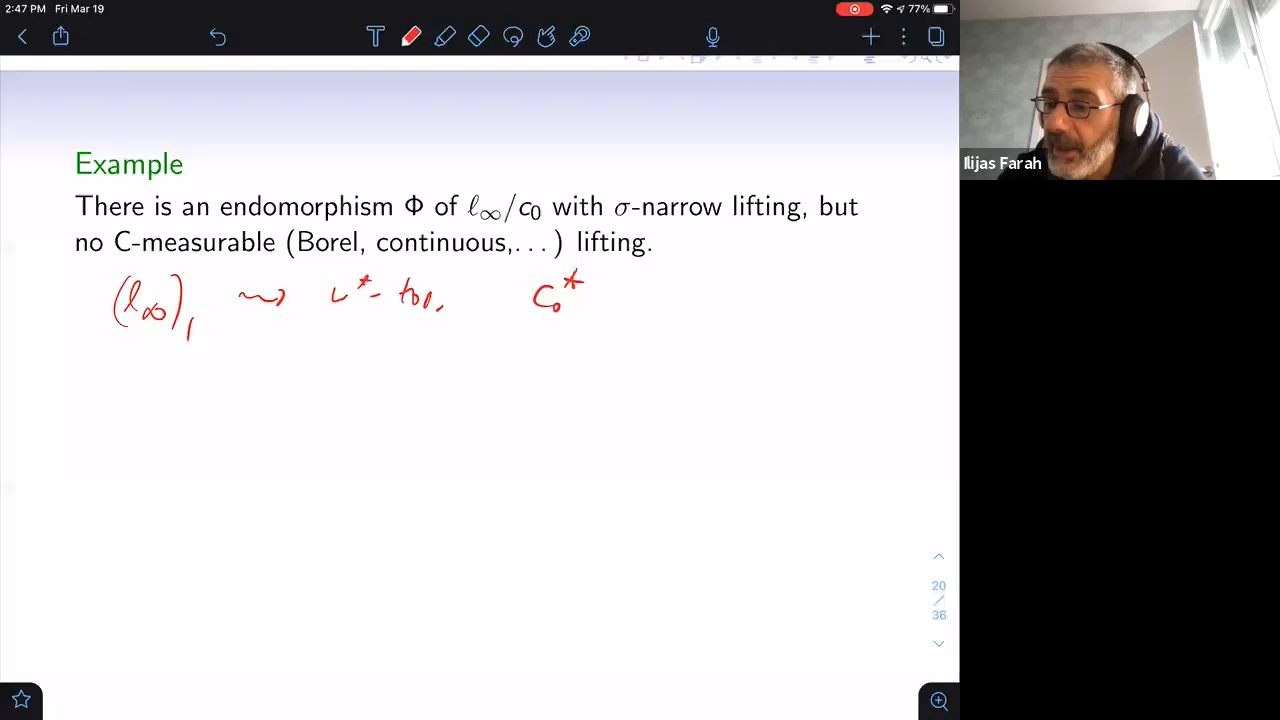 2:47 PM Fri Mar 19
77%
Example
There is an endomorphism Φ of ℓ∞/c₀ with σ-narrow lifting, but
no C-measurable (Borel, continuous,...) lifting.
(ℓ∞)₁ ⇝ w*- top. c₀*
Ilijas Farah
20
/
36